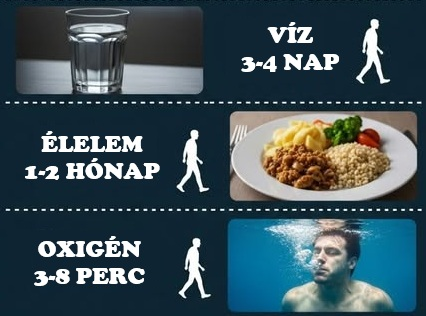 VÍZ
3-4 NAP
ÉLELEM
1-2 HÓNAP
OXIGÉN
3-8 PERC